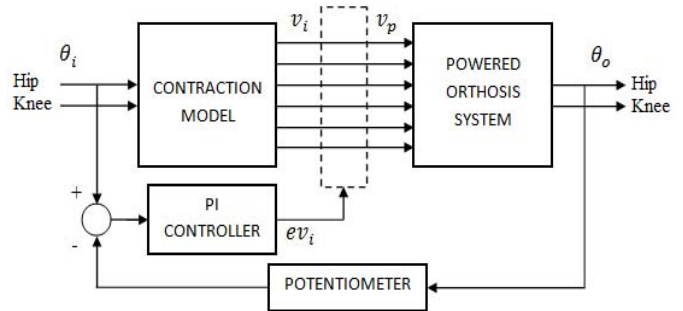 θi
Hip
Knee
CONTRACTION
MODEL
vi
vp
POWERED
ORTHOSIS
SYSTEM
θo
Hip
Knee
+
-
PI
CONTROLLER
evi
POTENTIOMETER